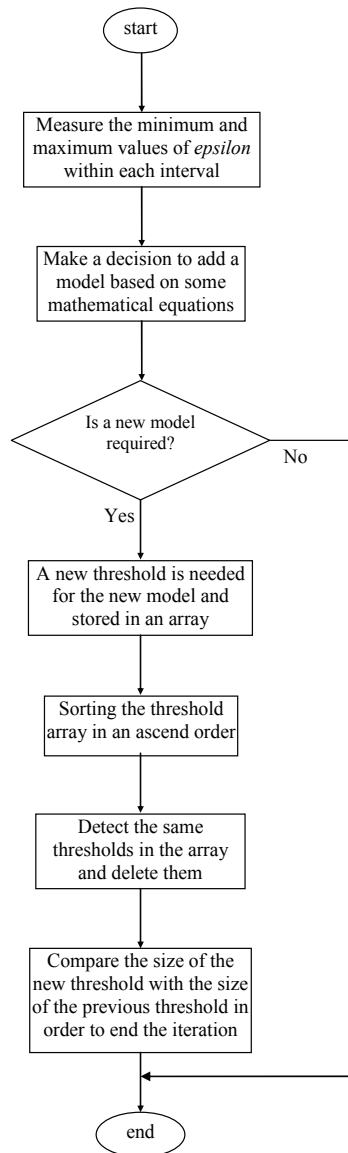 start
Measure the minimum and
maximum values of epsilon
within each interval
Make a decision to add a
model based on some
mathematical equations
Is a new model
required?
No
Yes
A new threshold is needed
for the new model and
stored in an array
Sorting the threshold
array in an ascend order
Detect the same
thresholds in the array
and delete them
Compare the size of the
new threshold with the size
of the previous threshold in
order to end the iteration
end